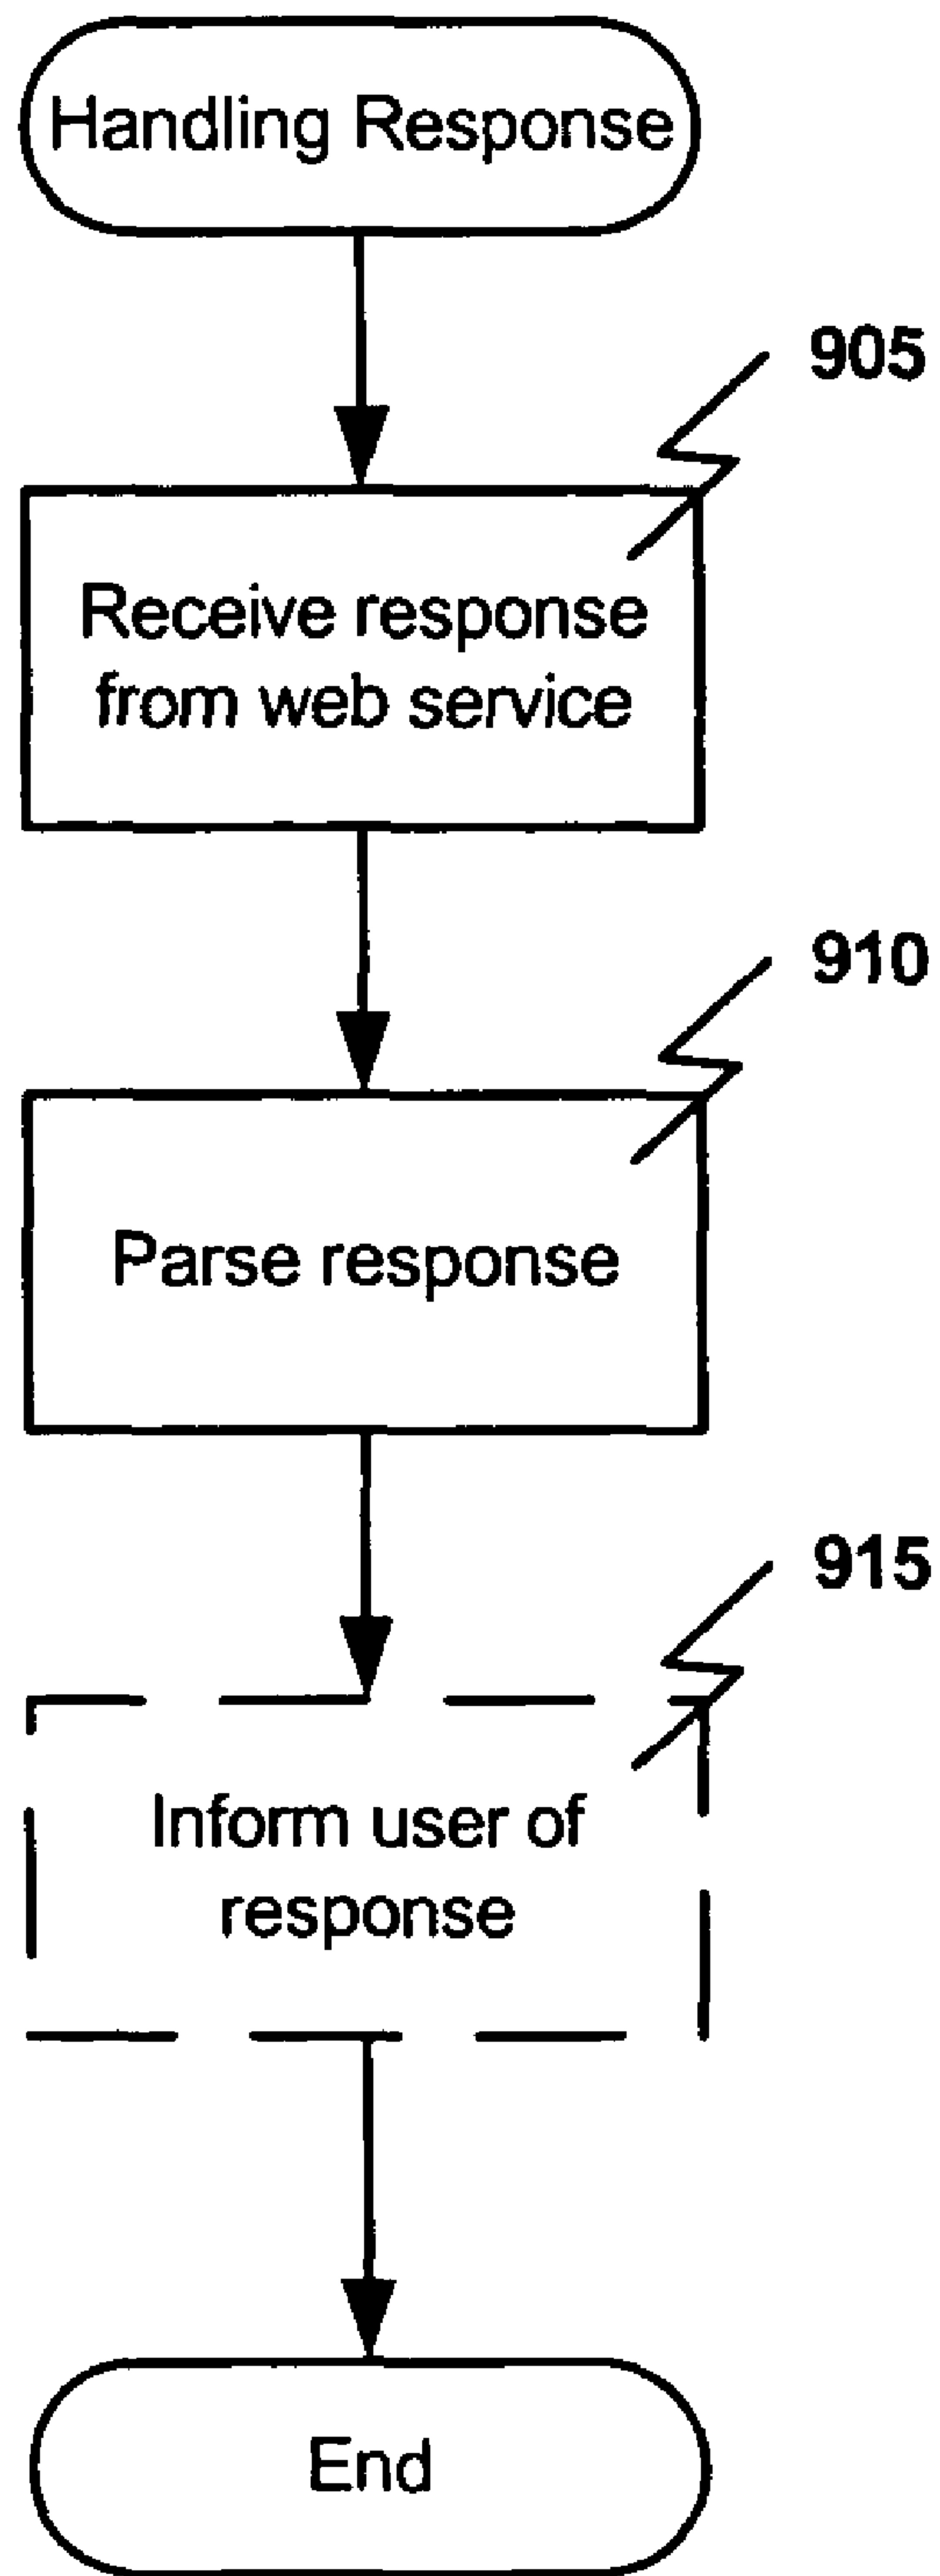 Handling Response
905
Receive response
from web service
910
Parse response
915
Inform user of
response
End